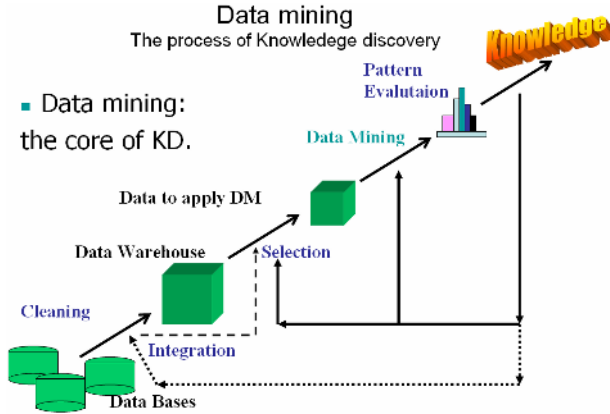 Data mining
The process of Knowledege discovery
Knowledge
Pattern
Evalutaion
▪ Data mining:
the core of KD.
Data Mining
Data to apply DM
Data Warehouse
Selection
Cleaning
Integration
Data Bases